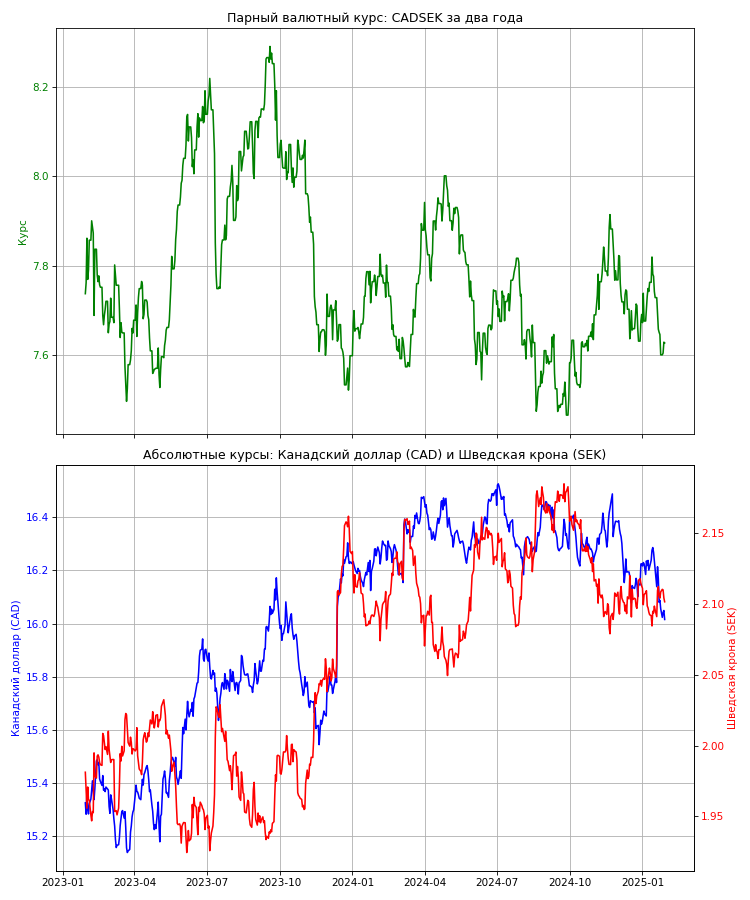 Парный валютный курс: CADSEK за два года
8.2
8.0
7.8
7.6
Курс
Абсолютные курсы: Канадский доллар (CAD) и Шведская крона (SEK)
16.4
16.2
16.0
15.8
15.6
15.4
15.2
Канадский доллар (CAD)
2.15
2.10
2.05
2.00
1.95
Шведская крона (SEK)
2023-01 2023-04 2023-07 2023-10 2024-01 2024-04 2024-07 2024-10 2025-01